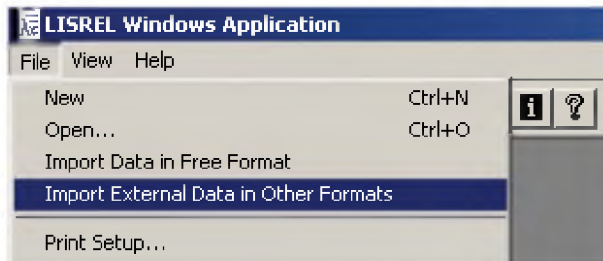 LISREL Windows Application
File View Help
New Ctrl+N
Open... Ctrl+O
Import Data in Free Format
Import External Data in Other Formats
Print Setup...